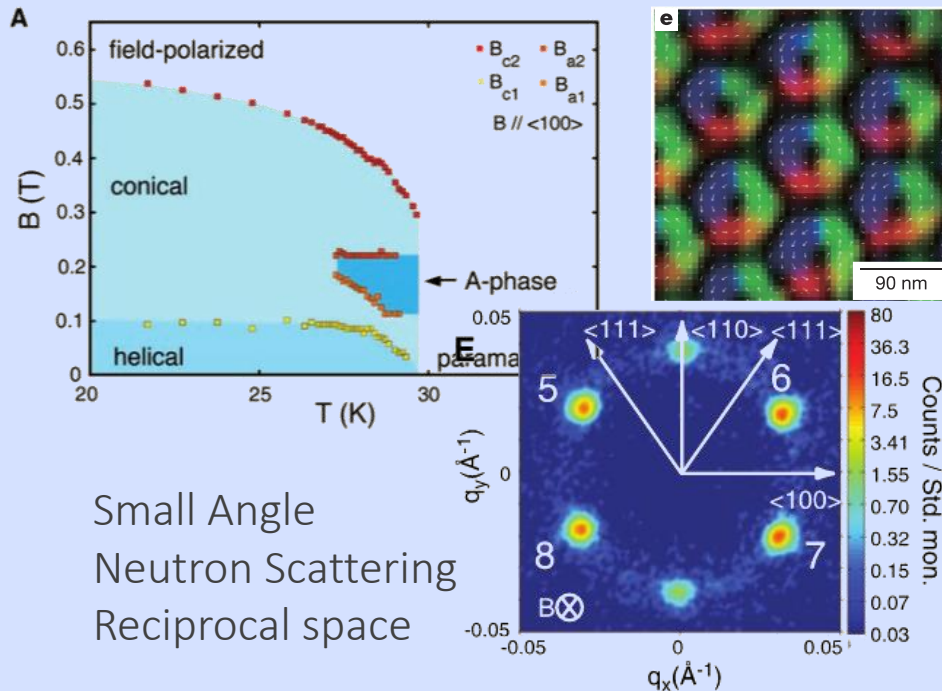 A
field-polarized
B (T)
0.6
0.5
0.4
0.3
0.2
0.1
0
conical
helical
B_c2
B_a2
B_c1
B_a1
B // <100>
A-phase
parama
20
25
30
T (K)
e
90 nm
E
<111>
<110>
<111>
<100>
5
6
7
8
B
q_y(Å⁻¹)
0.05
0
-0.05
-0.05
0
0.05
q_x(Å⁻¹)
80
36.3
16.5
7.5
3.41
1.55
0.70
0.32
0.15
0.07
0.03
Counts / Std. mon.
Small Angle
Neutron Scattering
Reciprocal space